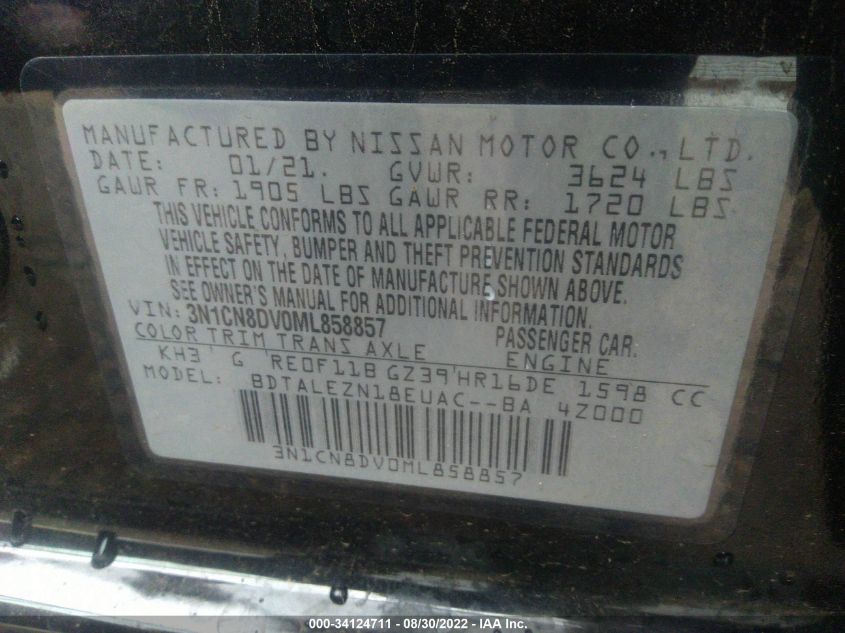 MANUFACTURED BY NISSAN MOTOR CO., LTD.
DATE: 01/21. GVWR: 3624 LBS
GAWR FR: 1905 LBS GAWR RR: 1720 LBS
THIS VEHICLE CONFORMS TO ALL APPLICABLE FEDERAL MOTOR
VEHICLE SAFETY, BUMPER AND THEFT PREVENTION STANDARDS
IN EFFECT ON THE DATE OF MANUFACTURE SHOWN ABOVE.
SEE OWNER'S MANUAL FOR ADDITIONAL INFORMATION.
VIN: 3N1CN8DV0ML858857 PASSENGER CAR.
COLOR TRIM TRANS AXLE ENGINE
KH3 G RE0F11B GZ39 HR16DE 1598 CC
MODEL: BDTALEZN18EUAC--BA 4Z000
3N1CN8DV0ML858857
000-34124711 - 08/30/2022 - IAAI.com